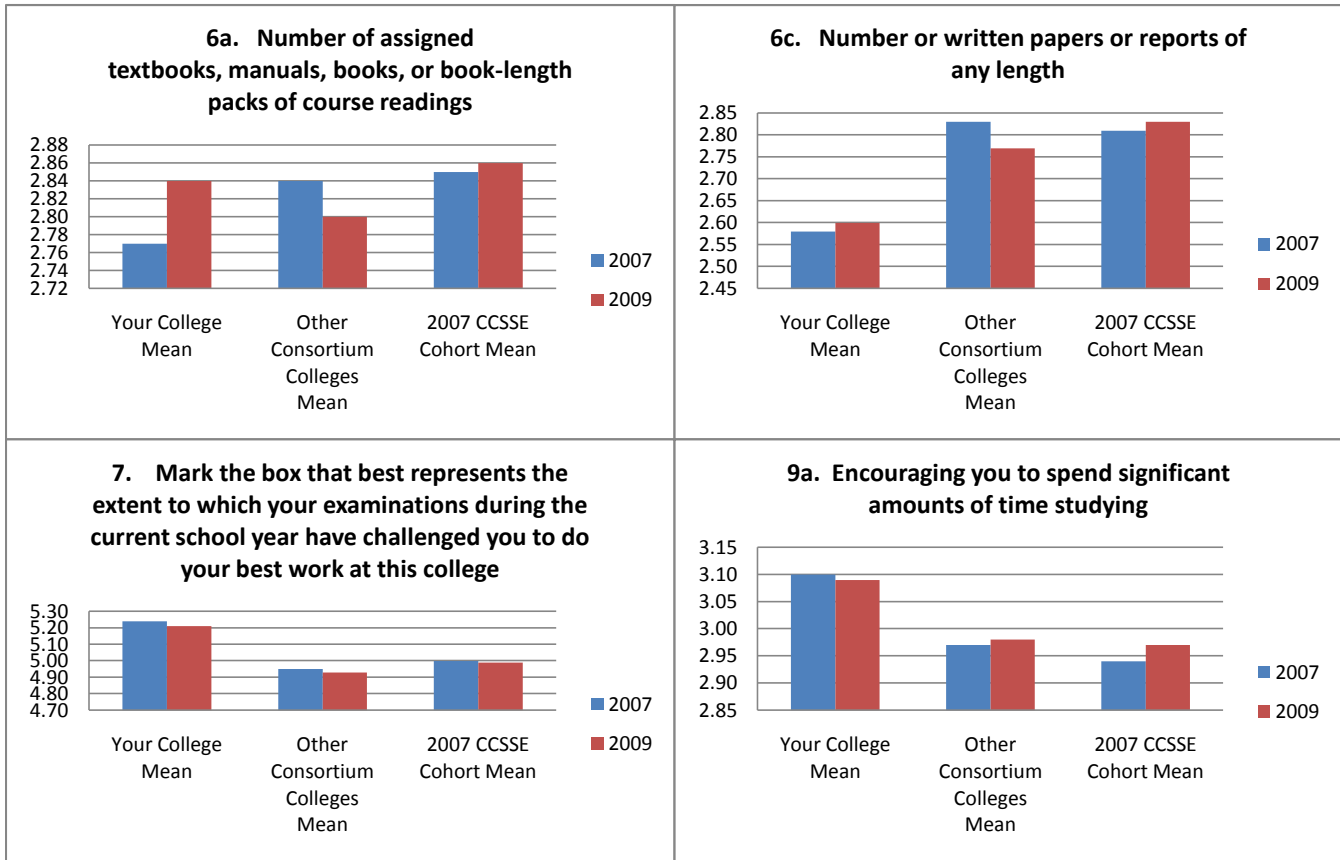 6a. Number of assigned
textbooks, manuals, books, or book-length
packs of course readings
2.88
2.86
2.84
2.82
2.80
2.78
2.76
2.74
2.72
Your College
Mean
Other
Consortium
Colleges
Mean
2007 CCSSE
Cohort Mean
2007
2009
6c. Number or written papers or reports of
any length
2.85
2.80
2.75
2.70
2.65
2.60
2.55
2.50
2.45
Your College
Mean
Other
Consortium
Colleges
Mean
2007 CCSSE
Cohort Mean
2007
2009
7. Mark the box that best represents the
extent to which your examinations during the
current school year have challenged you to do
your best work at this college
5.30
5.20
5.10
5.00
4.90
4.80
4.70
Your College
Mean
Other
Consortium
Colleges
Mean
2007 CCSSE
Cohort Mean
2007
2009
9a. Encouraging you to spend significant
amounts of time studying
3.15
3.10
3.05
3.00
2.95
2.90
2.85
Your College
Mean
Other
Consortium
Colleges
Mean
2007 CCSSE
Cohort Mean
2007
2009